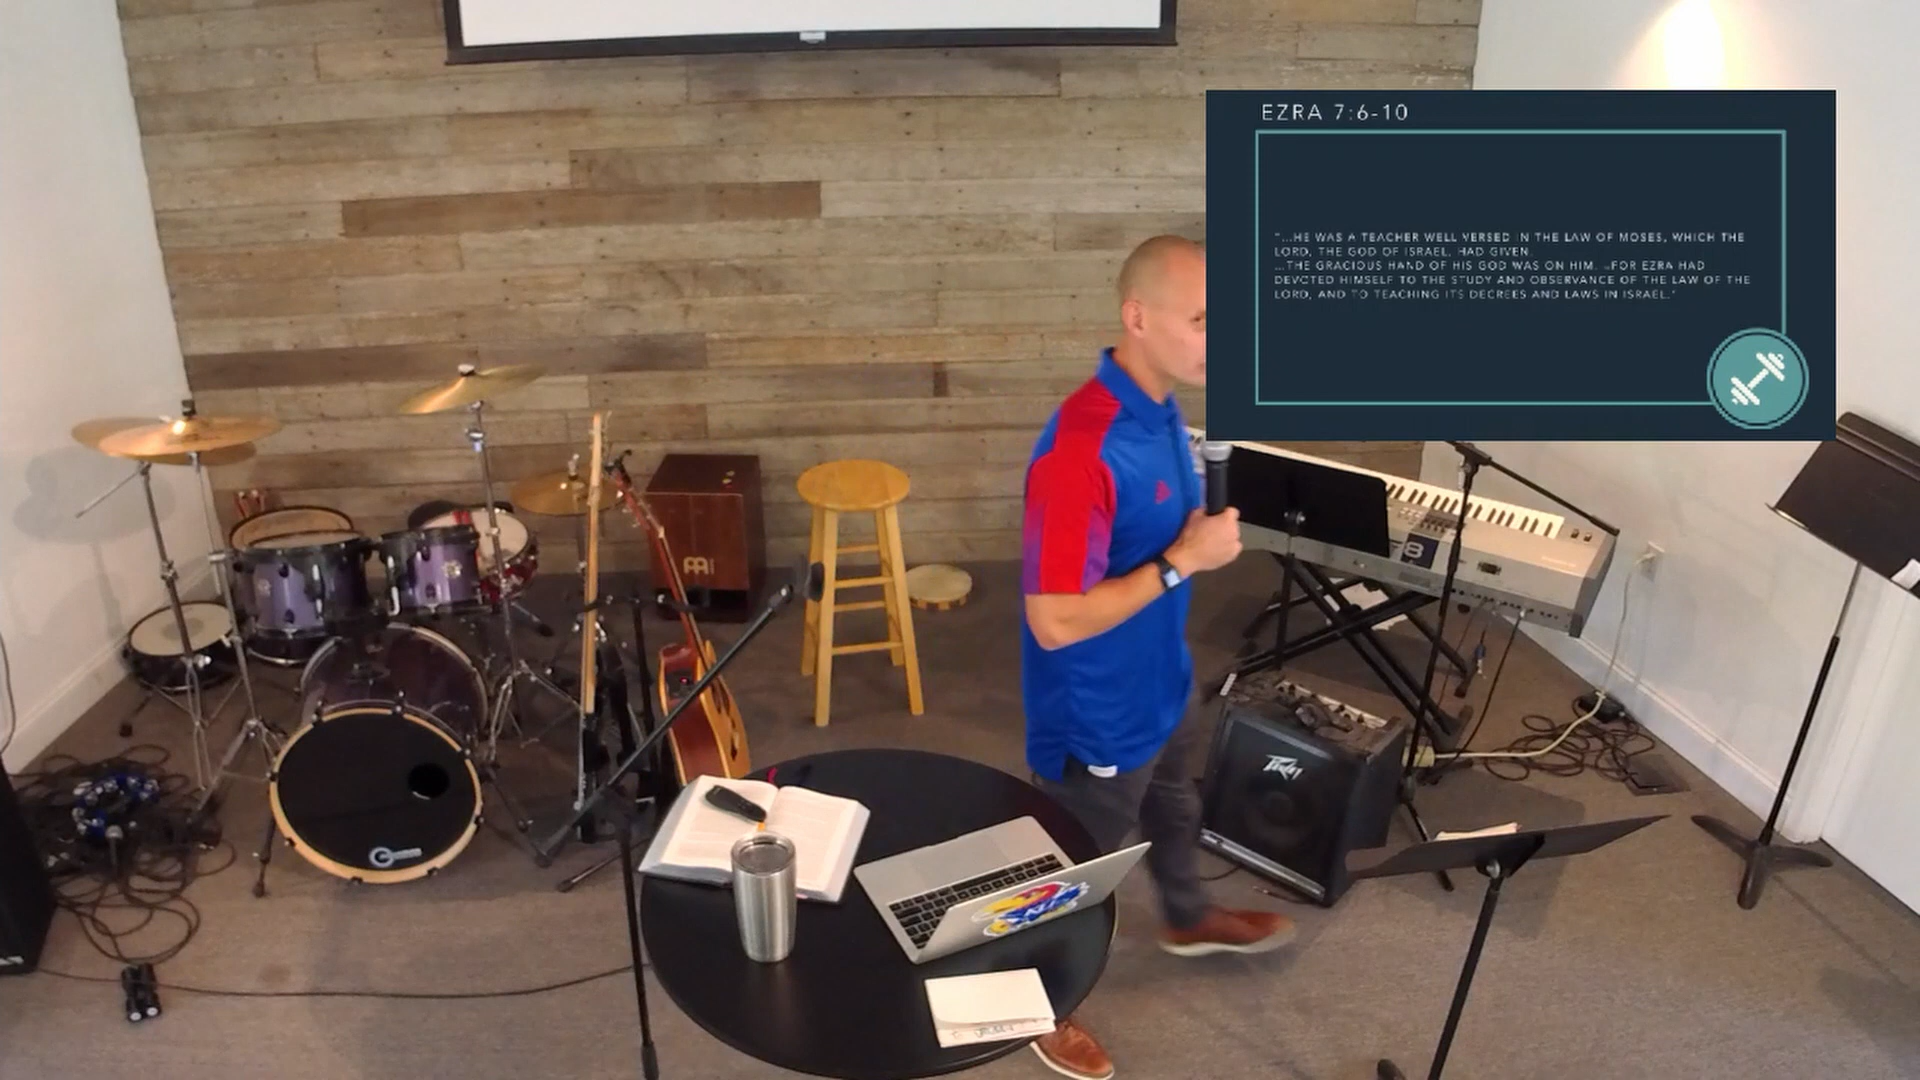 EZRA 7:6-10
"...HE WAS A TEACHER WELL VERSED IN THE LAW OF MOSES, WHICH THE
LORD, THE GOD OF ISRAEL, HAD GIVEN.
...THE GRACIOUS HAND OF HIS GOD WAS ON HIM. ...FOR EZRA HAD
DEVOTED HIMSELF TO THE STUDY AND OBSERVANCE OF THE LAW OF THE
LORD, AND TO TEACHING ITS DECREES AND LAWS IN ISRAEL."
Peavey